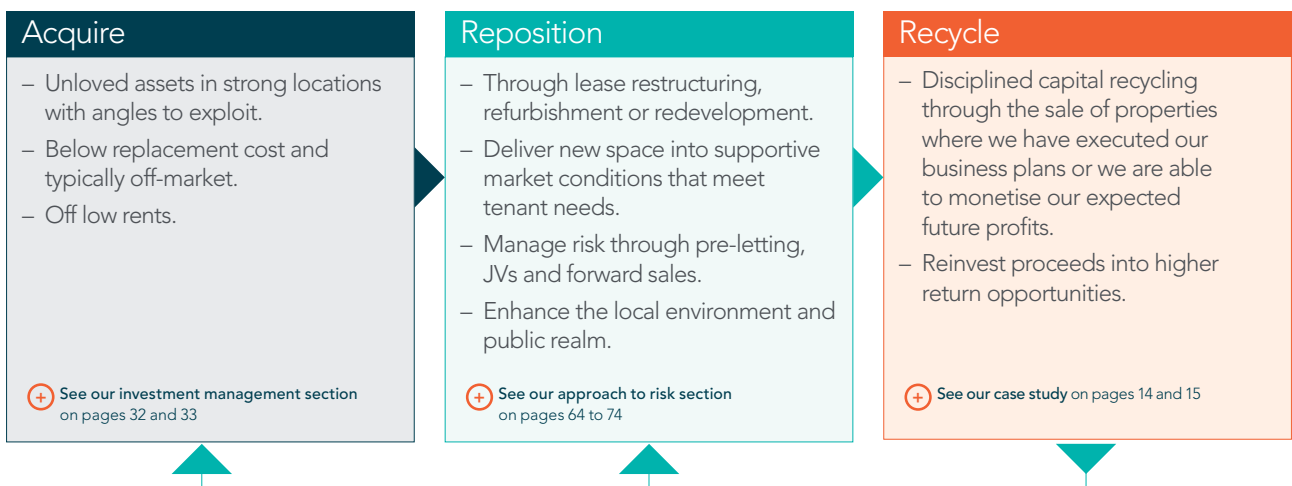 Acquire
– Unloved assets in strong locations
with angles to exploit.
– Below replacement cost and
typically off-market.
– Off low rents.
See our investment management section
on pages 32 and 33
Reposition
– Through lease restructuring,
refurbishment or redevelopment.
– Deliver new space into supportive
market conditions that meet
tenant needs.
– Manage risk through pre-letting,
JVs and forward sales.
– Enhance the local environment and
public realm.
See our approach to risk section
on pages 64 to 74
Recycle
– Disciplined capital recycling
through the sale of properties
where we have executed our
business plans or we are able
to monetise our expected
future profits.
– Reinvest proceeds into higher
return opportunities.
See our case study on pages 14 and 15